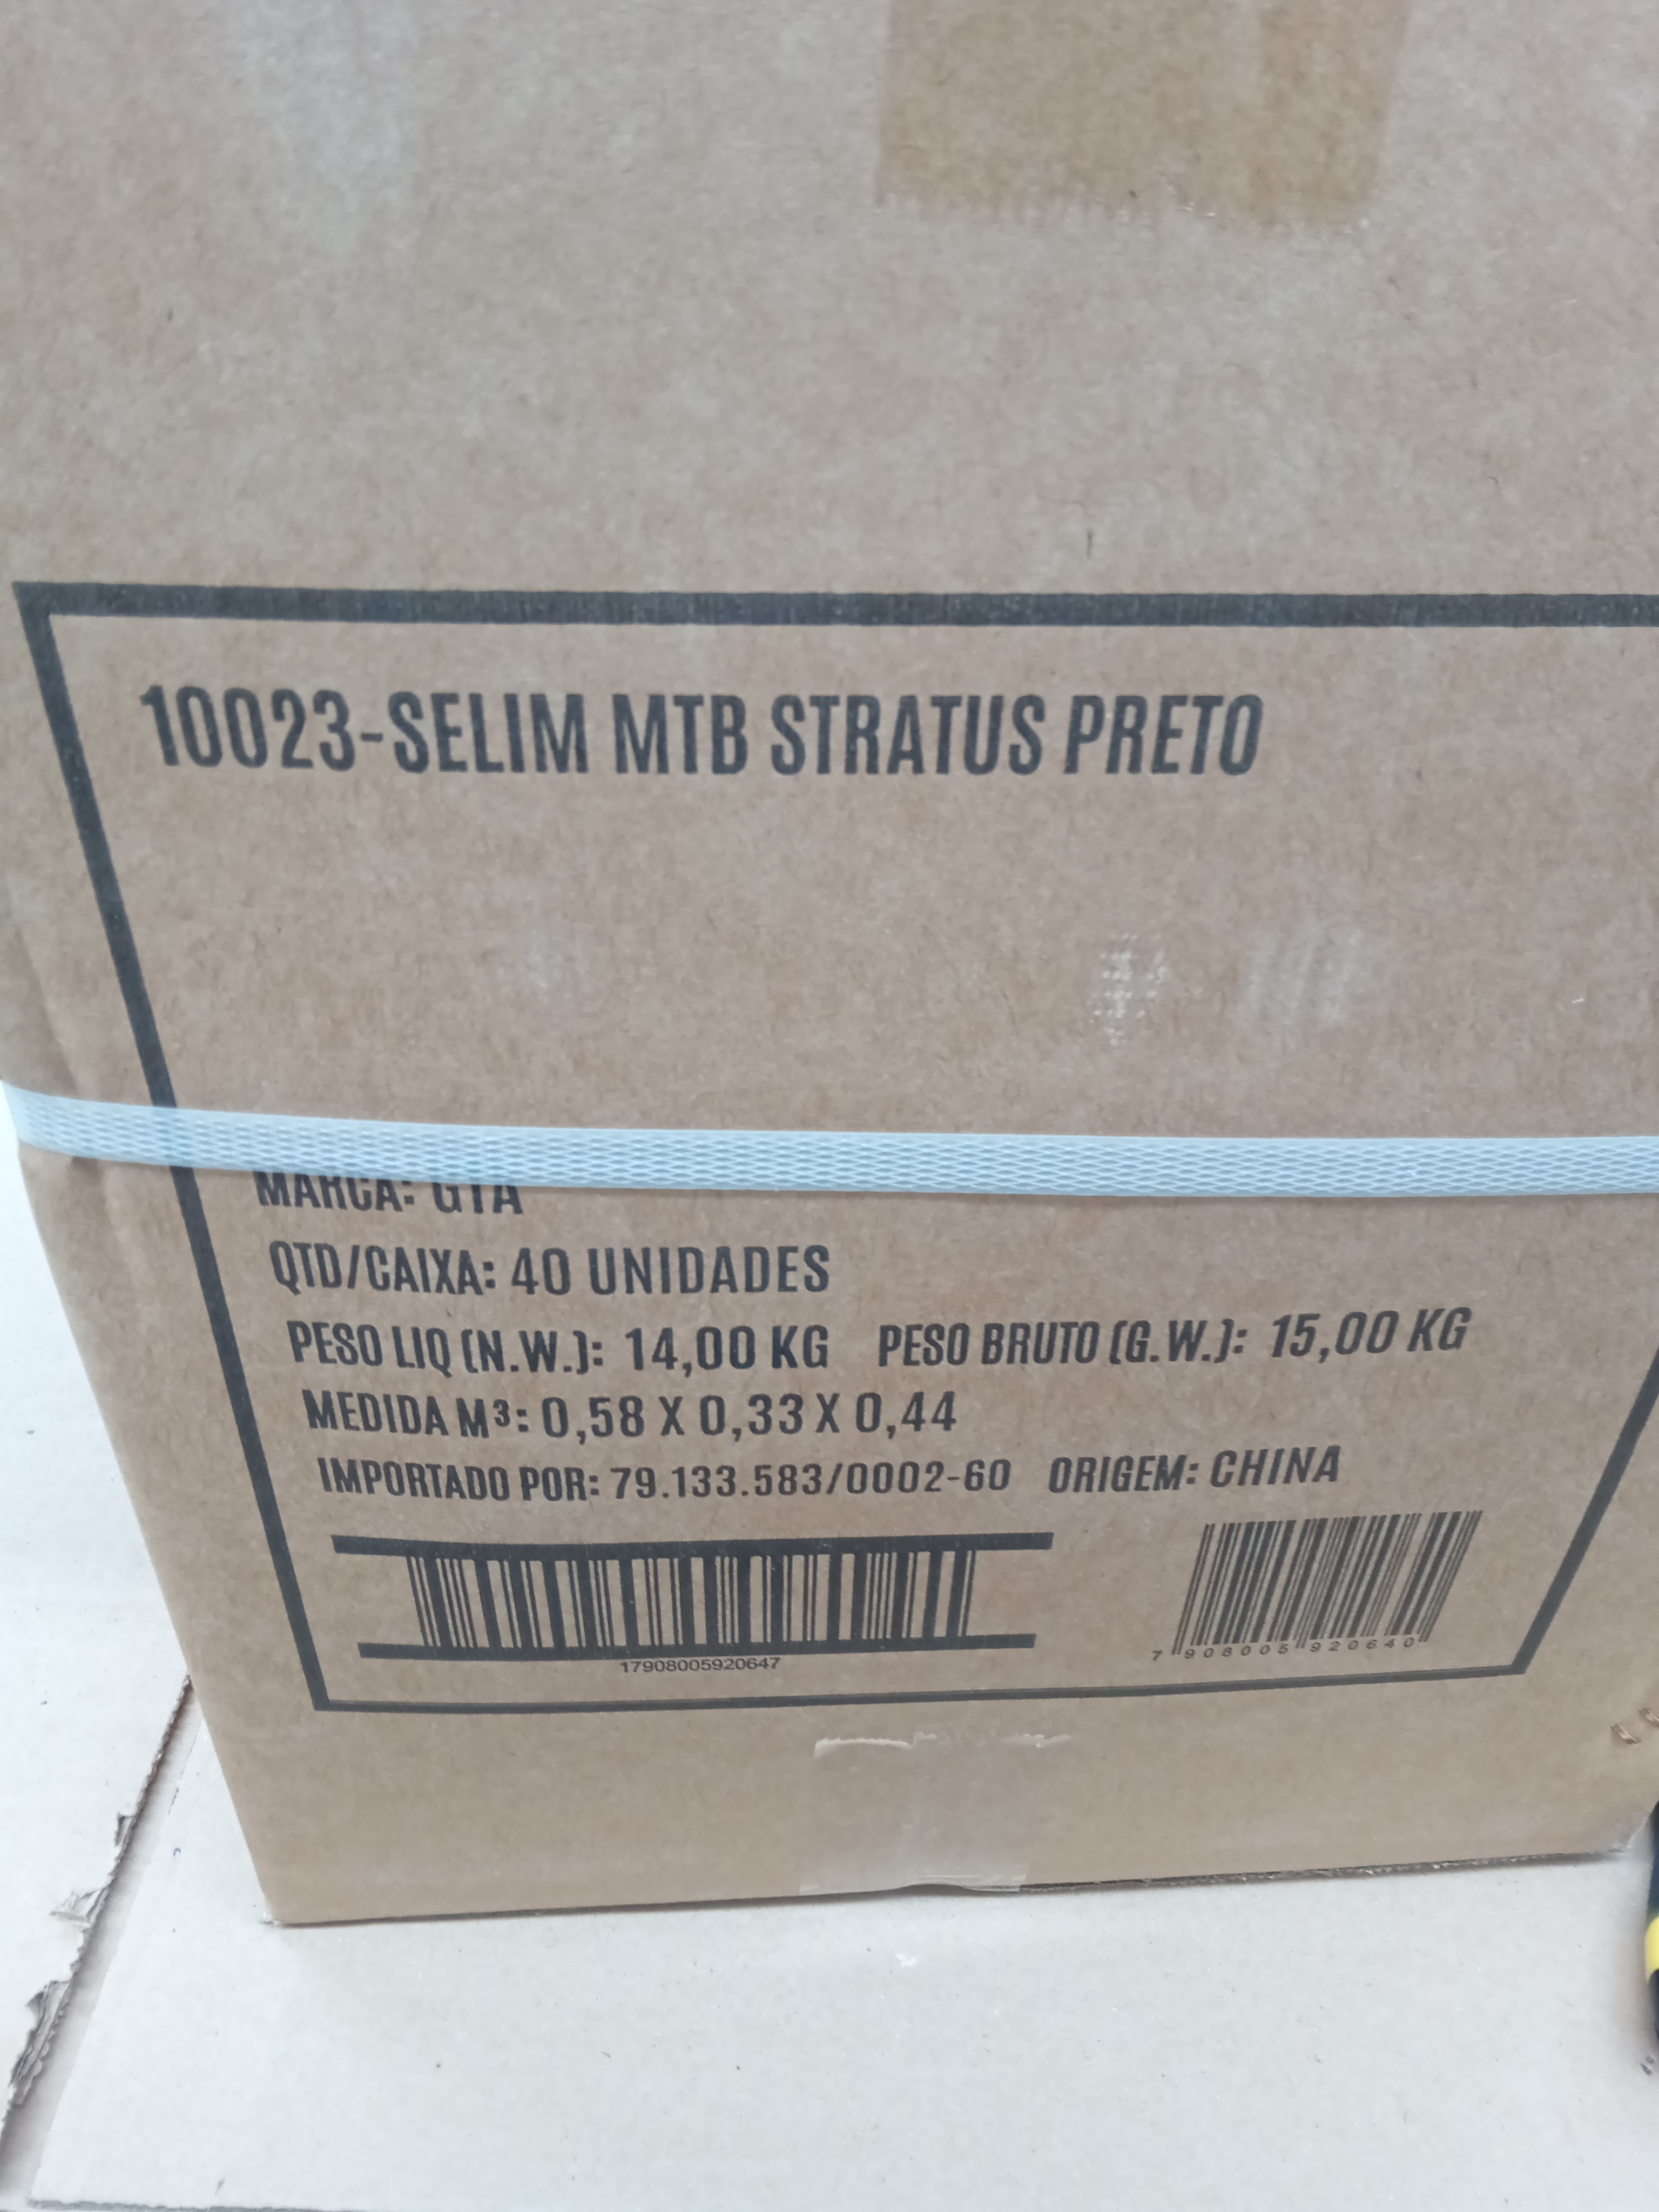 10023-SELIM MTB STRATUS PRETO
MARCA: GTA
QTD/CAIXA: 40 UNIDADES
PESO LIQ (N.W.): 14,00 KG PESO BRUTO (G.W.): 15,00 KG
MEDIDA M³: 0,58 X 0,33 X 0,44
IMPORTADO POR: 79.133.583/0002-60 ORIGEM: CHINA
17908005920647
7 908005 920640